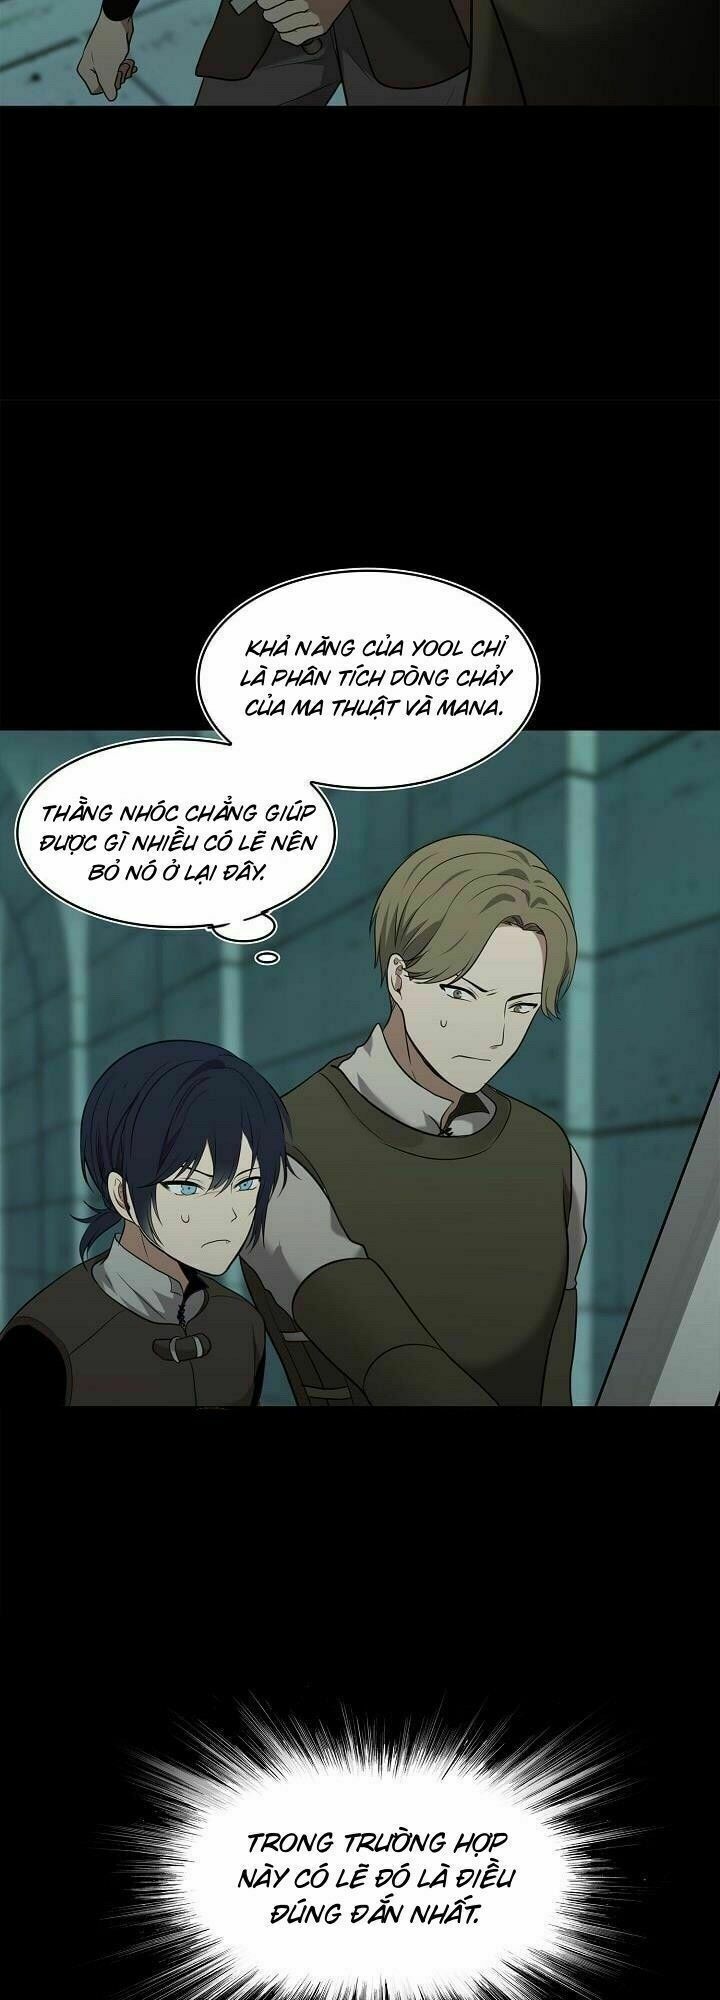 KHẢ NĂNG CỦA YOOL CHỈ
LÀ PHÂN TÍCH DÒNG CHẢY
CỦA MA THUẬT VÀ MANA.
THẰNG NHÓC CHẲNG GIÚP
ĐƯỢC GÌ NHIỀU CÓ LẼ NÊN
BỎ NÓ Ở LẠI ĐÂY.
TRONG TRƯỜNG HỢP
NÀY CÓ LẼ ĐÓ LÀ ĐIỀU
ĐÚNG ĐẮN NHẤT.